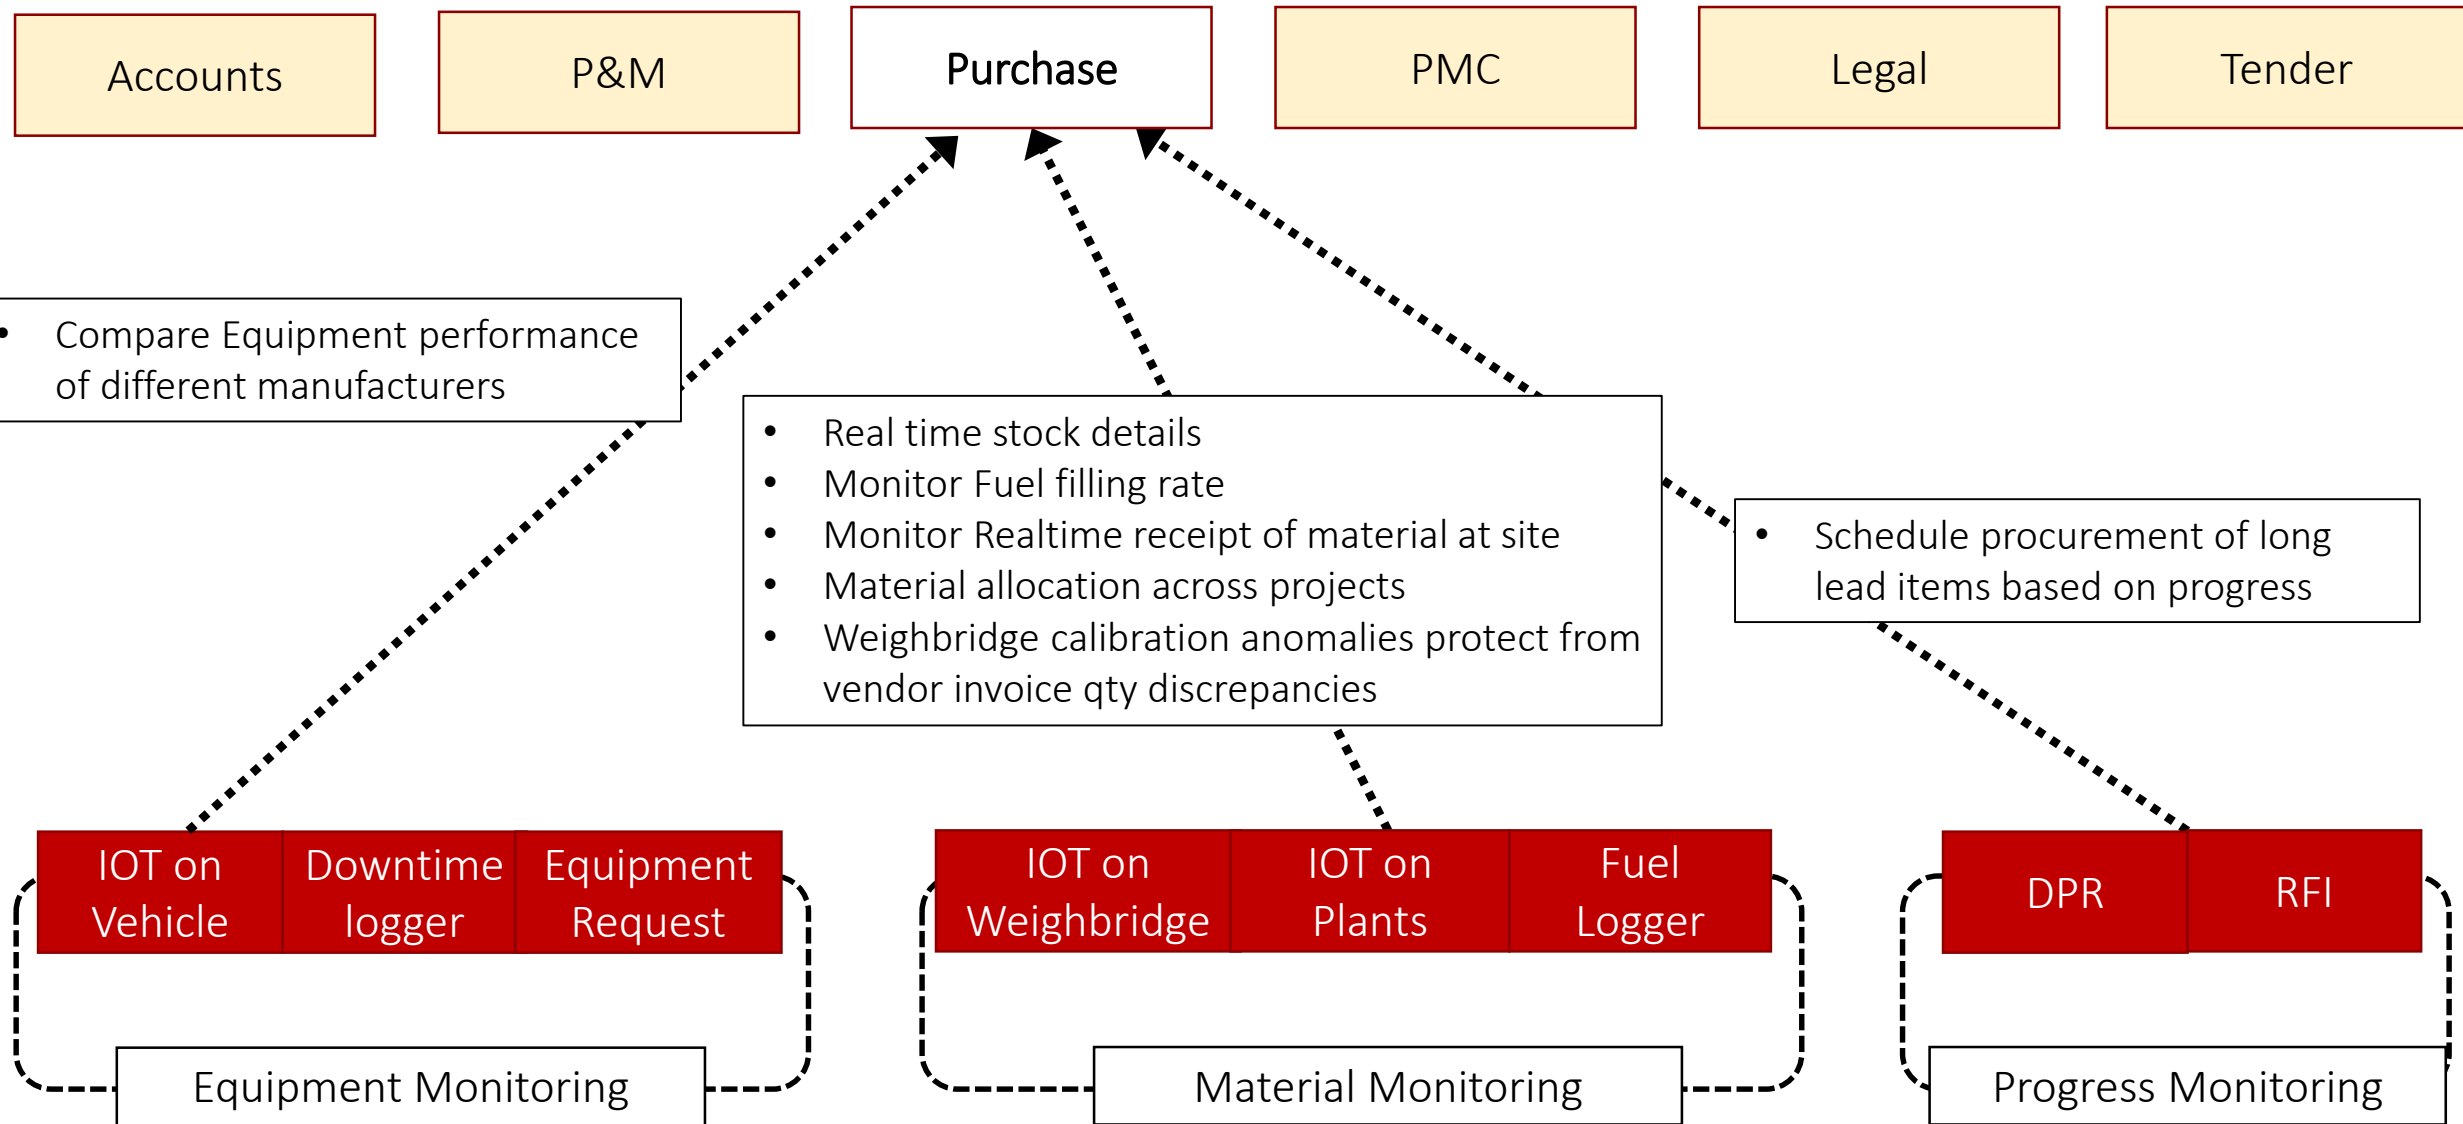 Accounts
P&M
Purchase
PMC
Legal
Tender
• Compare Equipment performance
of different manufacturers
• Real time stock details
• Monitor Fuel filling rate
• Monitor Realtime receipt of material at site
• Material allocation across projects
• Weighbridge calibration anomalies protect from
vendor invoice qty discrepancies
• Schedule procurement of long
lead items based on progress
IOT on
Vehicle
Downtime
logger
Equipment
Request
IOT on
Weighbridge
IOT on
Plants
Fuel
Logger
DPR
RFI
Equipment Monitoring
Material Monitoring
Progress Monitoring